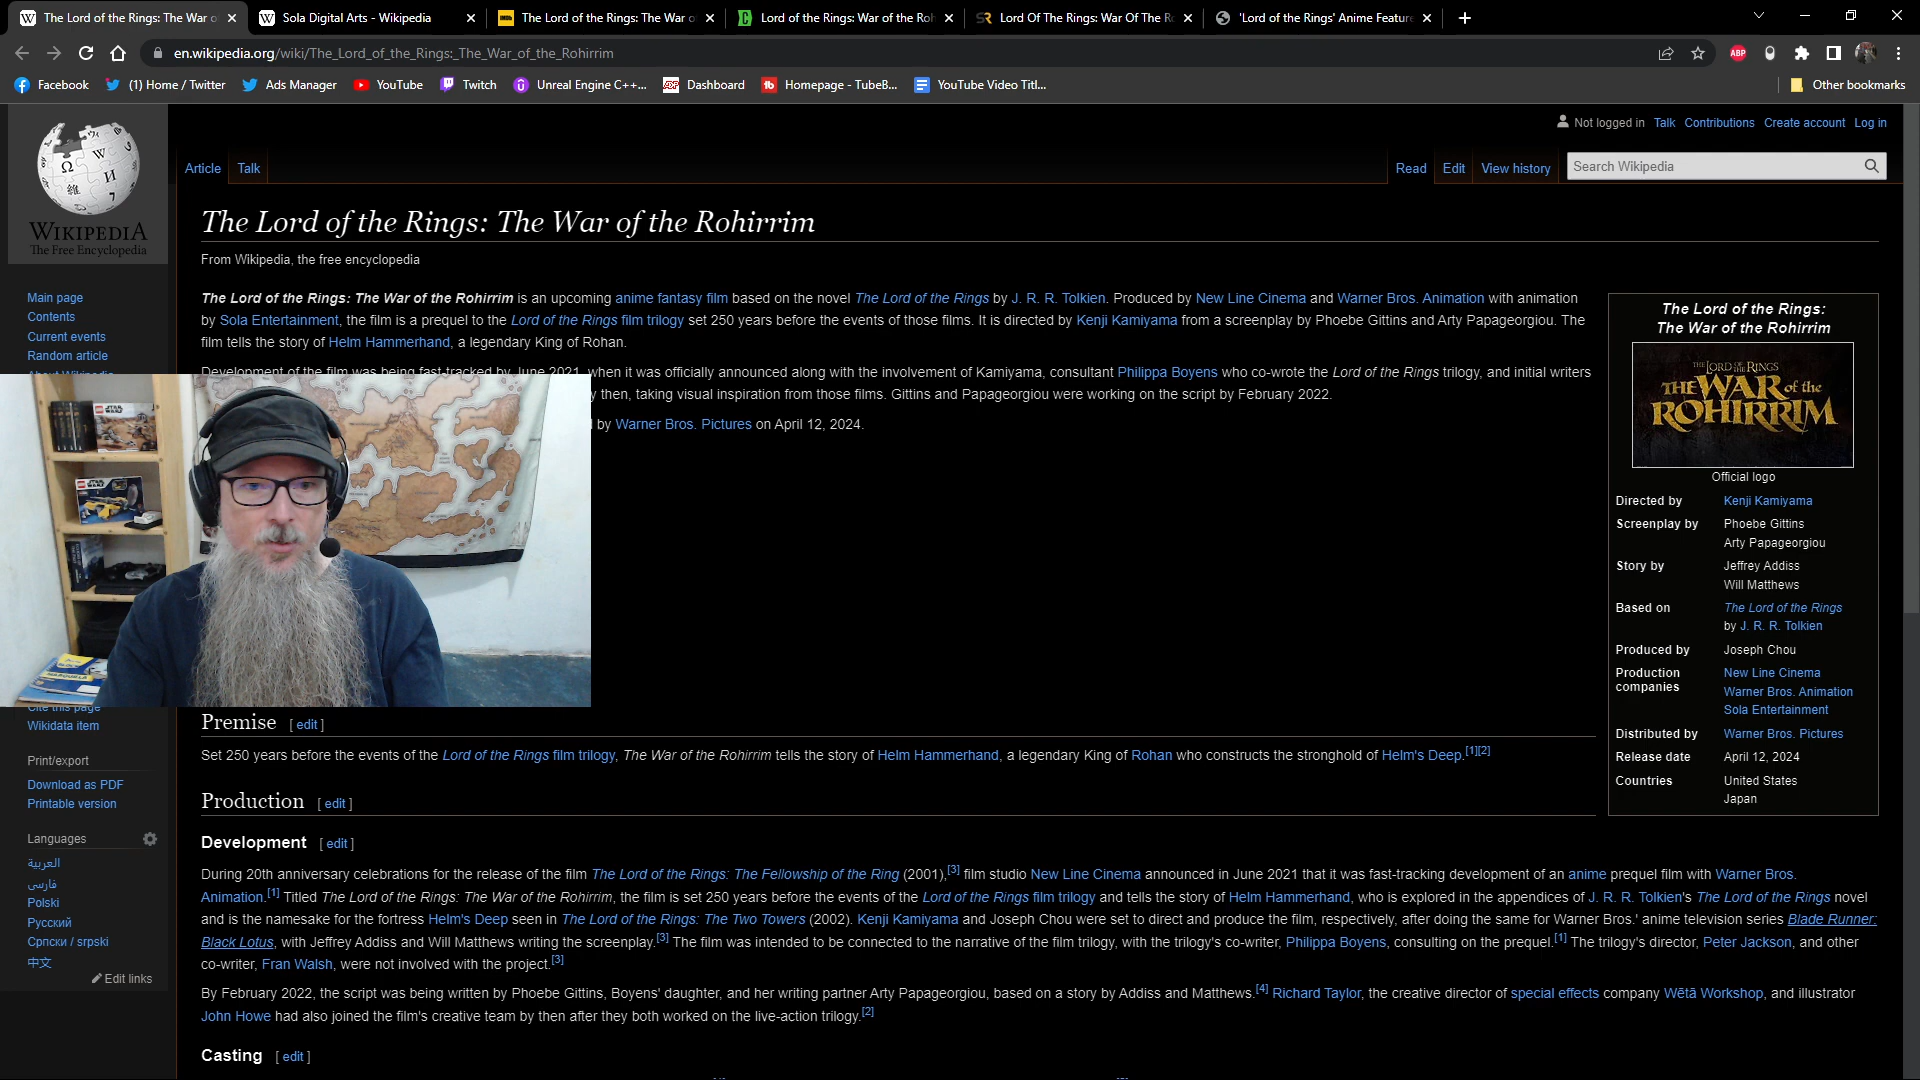 The Lord of the Rings: The War o
Sola Digital Arts - Wikipedia
The Lord of the Rings: The War o
Lord of the Rings: War of the Roh
Lord Of The Rings: War Of The Ro
'Lord of the Rings' Anime Feature
en.wikipedia.org/wiki/The_Lord_of_the_Rings:_The_War_of_the_Rohirrim
ABP
Facebook
(1) Home / Twitter
Ads Manager
YouTube
Twitch
Unreal Engine C++...
Dashboard
Homepage - TubeB...
YouTube Video Titl...
Other bookmarks
Not logged in Talk Contributions Create account Log in
Article Talk
Read Edit View history
Search Wikipedia
WIKIPEDIA
The Free Encyclopedia
Main page
Contents
Current events
Random article
The Lord of the Rings: The War of the Rohirrim
From Wikipedia, the free encyclopedia
The Lord of the Rings: The War of the Rohirrim is an upcoming anime fantasy film based on the novel The Lord of the Rings by J. R. R. Tolkien. Produced by New Line Cinema and Warner Bros. Animation with animation
by Sola Entertainment, the film is a prequel to the Lord of the Rings film trilogy set 250 years before the events of those films. It is directed by Kenji Kamiyama from a screenplay by Phoebe Gittins and Arty Papageorgiou. The
film tells the story of Helm Hammerhand, a legendary King of Rohan.
Development of the film was being fast-tracked by June 2021, when it was officially announced along with the involvement of Kamiyama, consultant Philippa Boyens who co-wrote the Lord of the Rings trilogy, and initial writers
y then, taking visual inspiration from those films. Gittins and Papageorgiou were working on the script by February 2022.
by Warner Bros. Pictures on April 12, 2024.
The Lord of the Rings:
The War of the Rohirrim
THE LORD OF THE RINGS
THE WAR of the
ROHIRRIM
Official logo
Directed by Kenji Kamiyama
Screenplay by Phoebe Gittins
Arty Papageorgiou
Story by Jeffrey Addiss
Will Matthews
Based on The Lord of the Rings
by J. R. R. Tolkien
Produced by Joseph Chou
Production companies New Line Cinema
Warner Bros. Animation
Sola Entertainment
Distributed by Warner Bros. Pictures
Release date April 12, 2024
Countries United States
Japan
STAR WARS
STAR WARS
Cite this page
Wikidata item
Print/export
Download as PDF
Printable version
Languages
العربية
فارسی
Polski
Русский
Српски / srpski
中文
Edit links
Premise [ edit ]
Set 250 years before the events of the Lord of the Rings film trilogy, The War of the Rohirrim tells the story of Helm Hammerhand, a legendary King of Rohan who constructs the stronghold of Helm's Deep.[1][2]
Production [ edit ]
Development [ edit ]
During 20th anniversary celebrations for the release of the film The Lord of the Rings: The Fellowship of the Ring (2001),[3] film studio New Line Cinema announced in June 2021 that it was fast-tracking development of an anime prequel film with Warner Bros.
Animation.[1] Titled The Lord of the Rings: The War of the Rohirrim, the film is set 250 years before the events of the Lord of the Rings film trilogy and tells the story of Helm Hammerhand, who is explored in the appendices of J. R. R. Tolkien's The Lord of the Rings novel
and is the namesake for the fortress Helm's Deep seen in The Lord of the Rings: The Two Towers (2002). Kenji Kamiyama and Joseph Chou were set to direct and produce the film, respectively, after doing the same for Warner Bros.' anime television series Blade Runner:
Black Lotus, with Jeffrey Addiss and Will Matthews writing the screenplay.[3] The film was intended to be connected to the narrative of the film trilogy, with the trilogy's co-writer, Philippa Boyens, consulting on the prequel.[1] The trilogy's director, Peter Jackson, and other
co-writer, Fran Walsh, were not involved with the project.[3]
By February 2022, the script was being written by Phoebe Gittins, Boyens' daughter, and her writing partner Arty Papageorgiou, based on a story by Addiss and Matthews.[4] Richard Taylor, the creative director of special effects company Wētā Workshop, and illustrator
John Howe had also joined the film's creative team by then after they both worked on the live-action trilogy.[2]
Casting [ edit ]